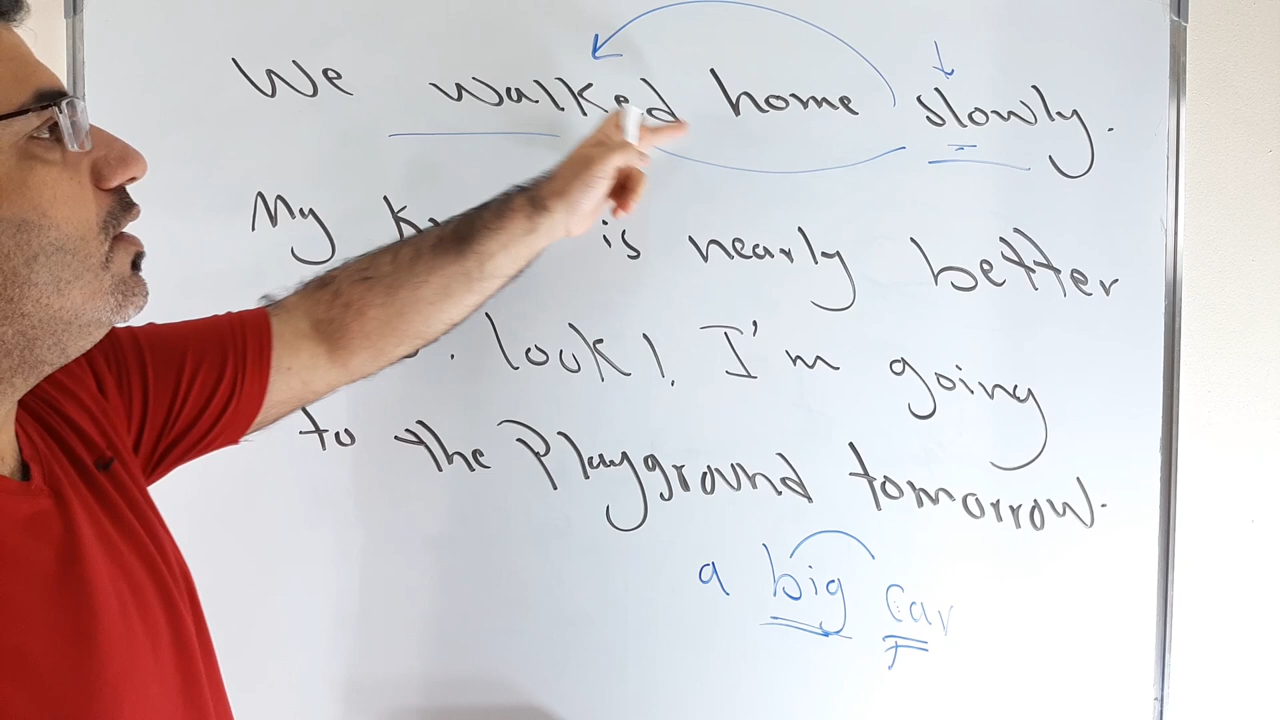 We walked home slowly.
My is nearly better
. look! I'm going
to the Playground tomorrow.
a big car